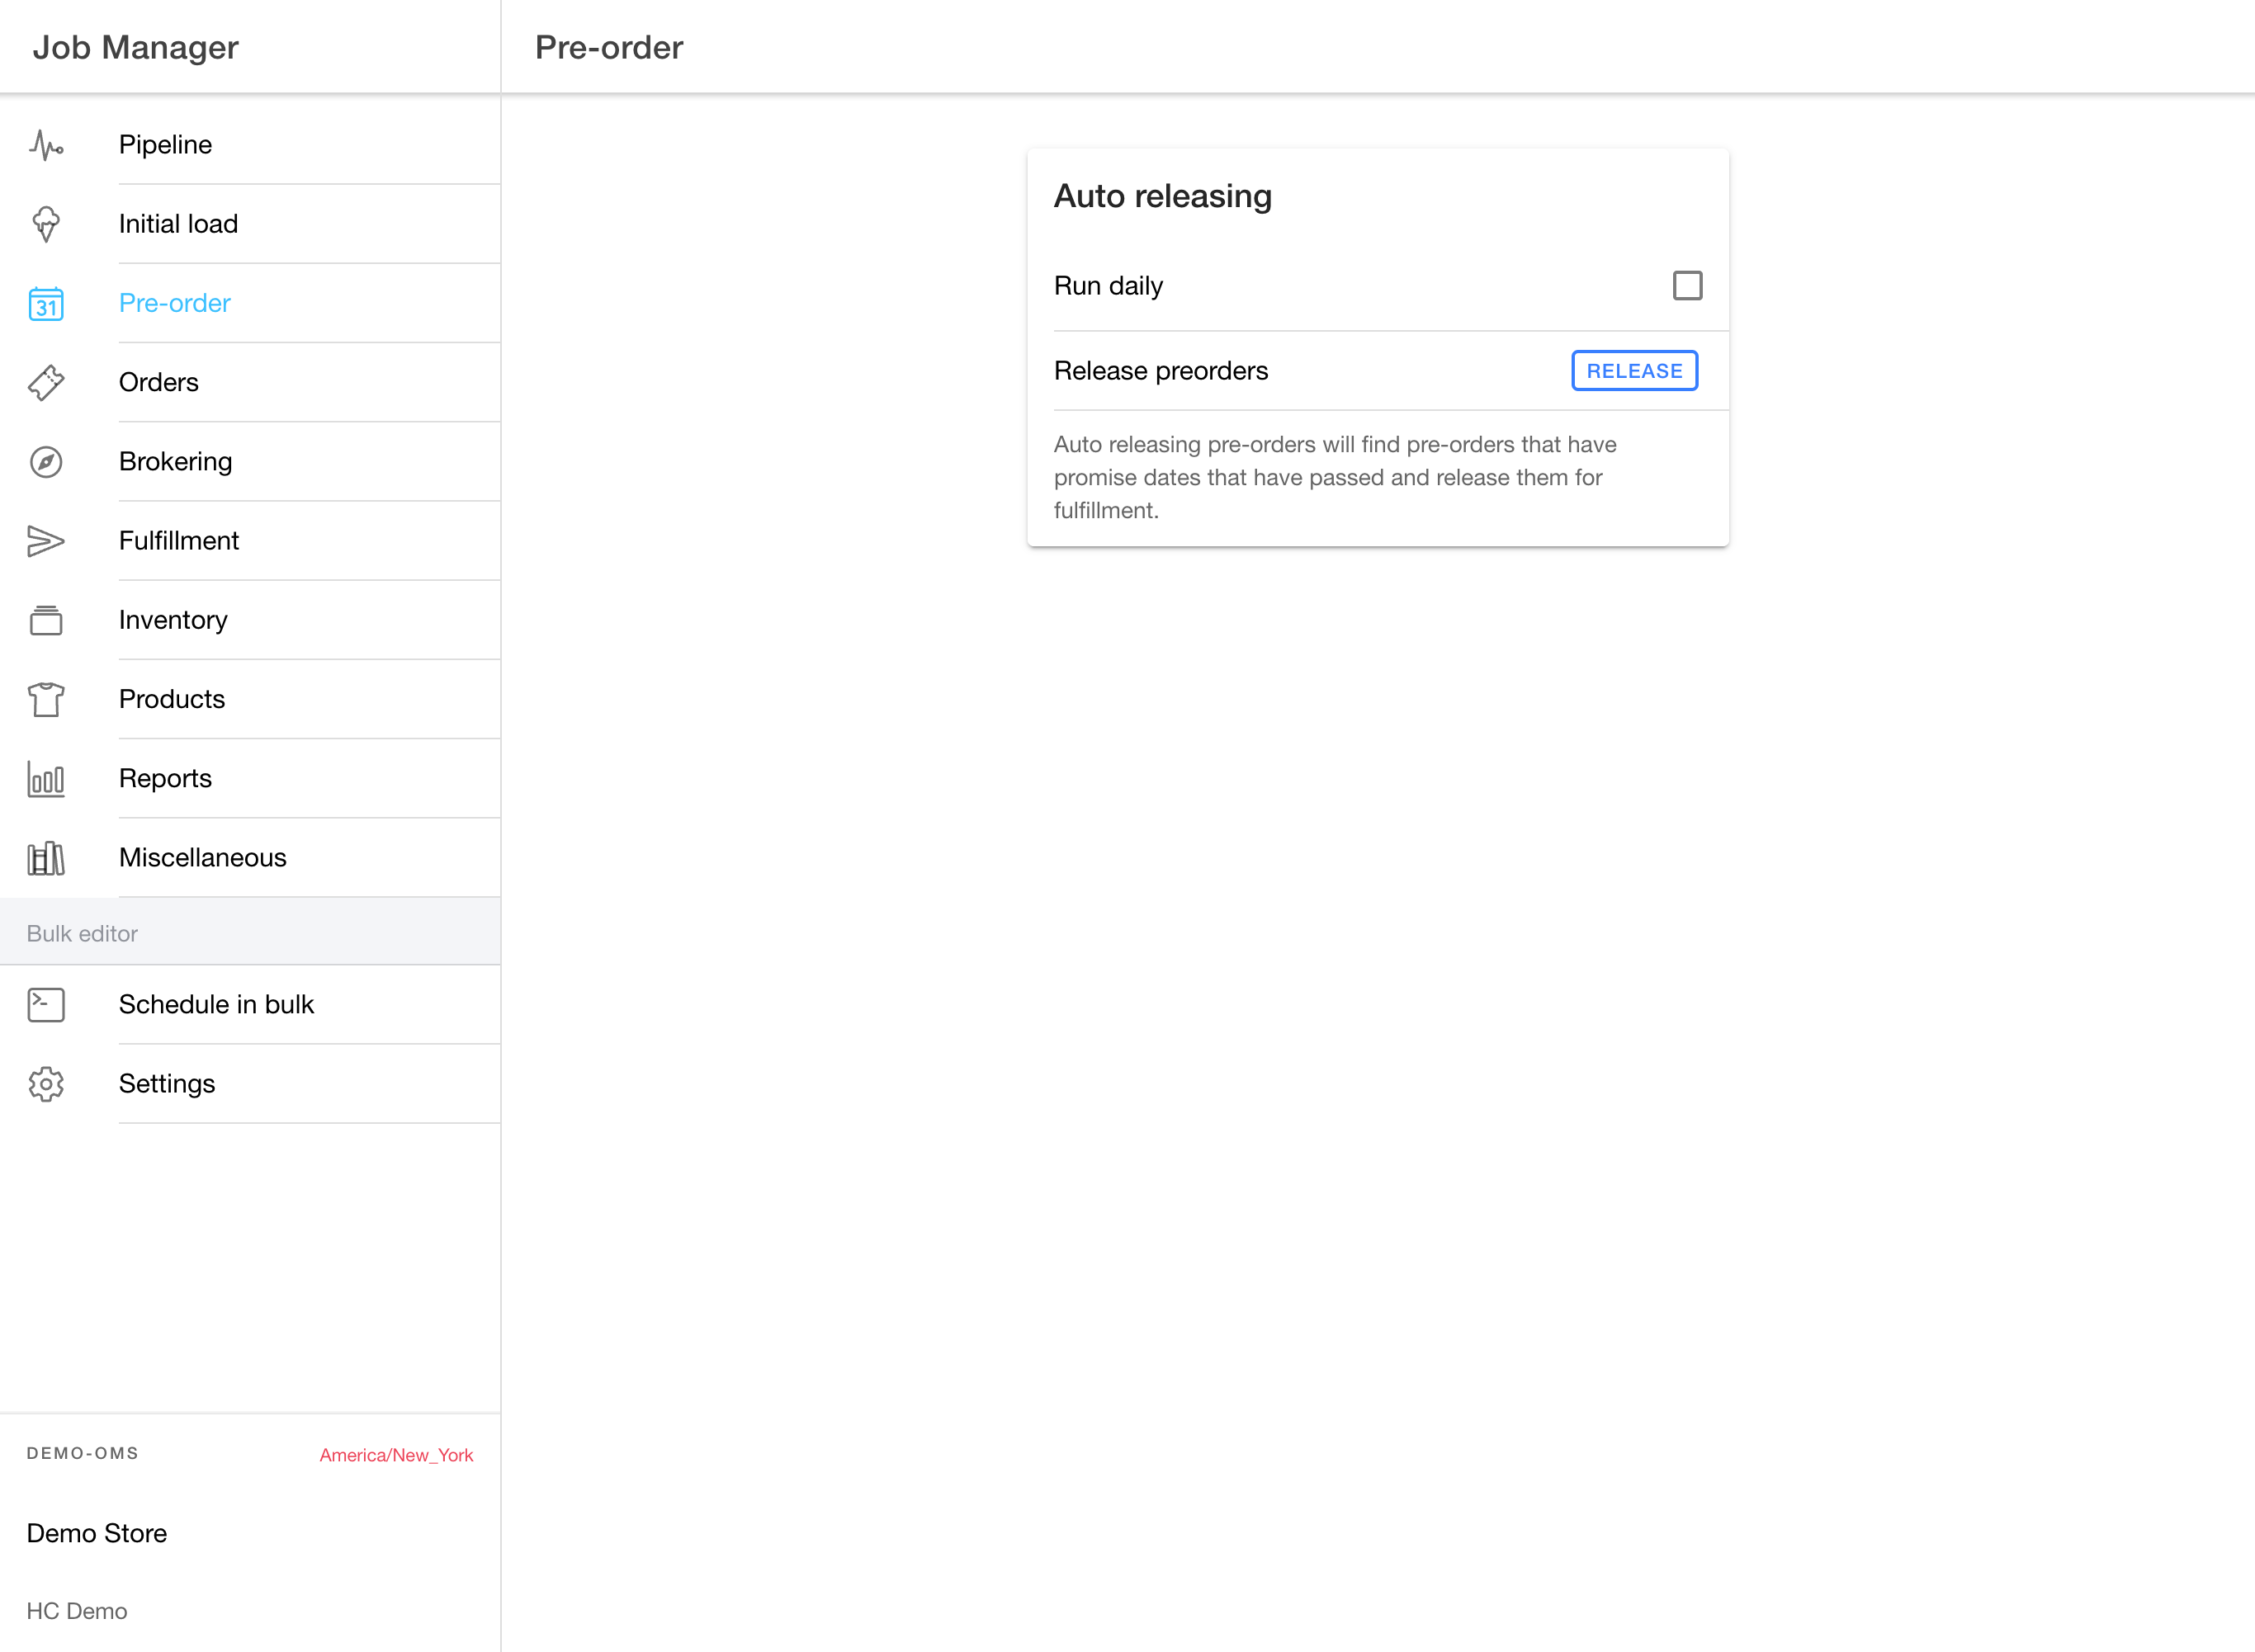 Job Manager
Pre-order
Pipeline
Initial load
31
Pre-order
Orders
Brokering
Fulfillment
Inventory
Products
Reports
Miscellaneous
Bulk editor
Schedule in bulk
Settings
DEMO-OMS
America/New_York
Demo Store
HC Demo
Auto releasing
Run daily
Release preorders
RELEASE
Auto releasing pre-orders will find pre-orders that have
promise dates that have passed and release them for
fulfillment.